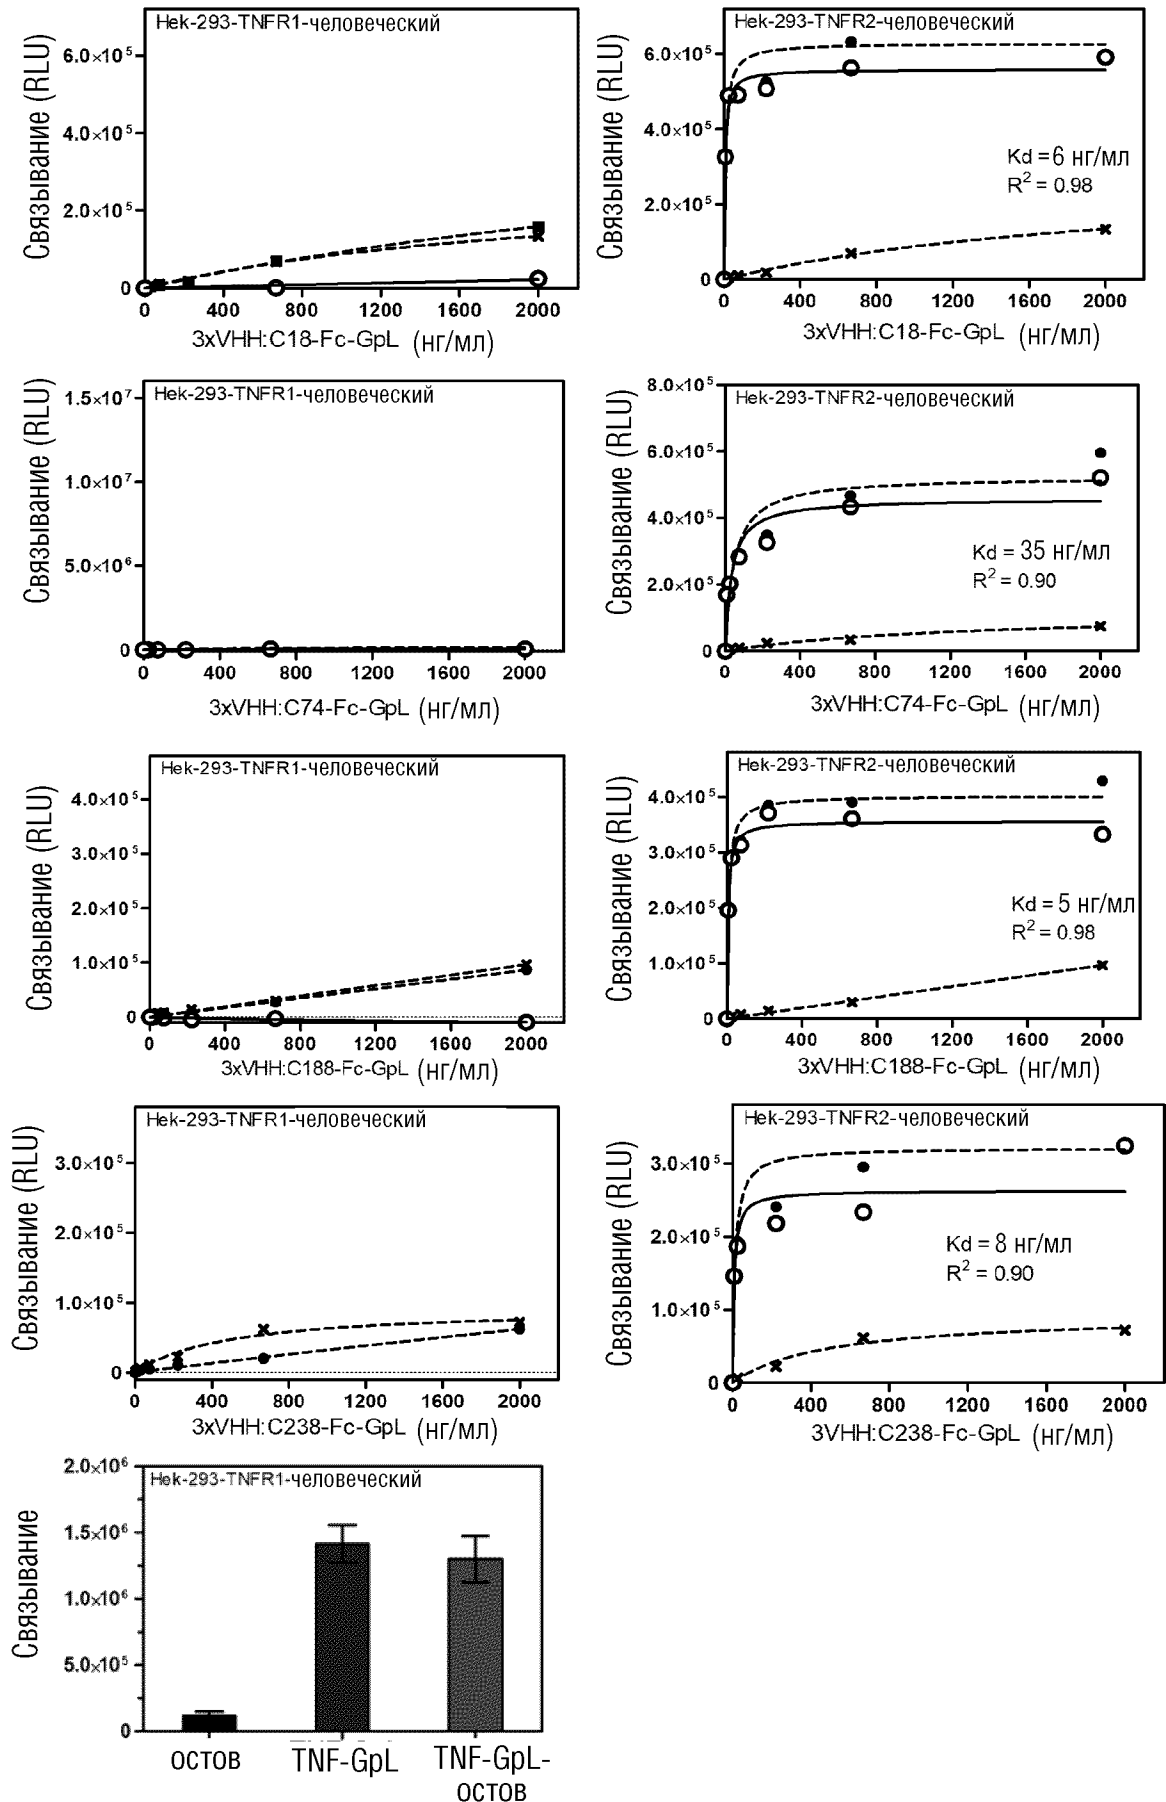 Hek-293-TNFR1-человеческий
Связывание (RLU)
6.0×10⁵
4.0×10⁵
2.0×10⁵
0
0 400 800 1200 1600 2000
3xVHH:C18-Fc-GpL (нг/мл)
Hek-293-TNFR2-человеческий
Связывание (RLU)
6.0×10⁵
4.0×10⁵
2.0×10⁵
0
Kd = 6 нг/мл
R² = 0.98
0 400 800 1200 1600 2000
3xVHH:C18-Fc-GpL (нг/мл)
Hek-293-TNFR1-человеческий
Связывание (RLU)
1.5×10⁷
1.0×10⁷
5.0×10⁶
0
0 400 800 1200 1600 2000
3xVHH:C74-Fc-GpL (нг/мл)
Hek-293-TNFR2-человеческий
Связывание (RLU)
8.0×10⁵
6.0×10⁵
4.0×10⁵
2.0×10⁵
0
Kd = 35 нг/мл
R² = 0.90
0 400 800 1200 1600 2000
3xVHH:C74-Fc-GpL (нг/мл)
Hek-293-TNFR1-человеческий
Связывание (RLU)
4.0×10⁵
3.0×10⁵
2.0×10⁵
1.0×10⁵
0
0 400 800 1200 1600 2000
3xVHH:C188-Fc-GpL (нг/мл)
Hek-293-TNFR2-человеческий
Связывание (RLU)
4.0×10⁵
3.0×10⁵
2.0×10⁵
1.0×10⁵
0
Kd = 5 нг/мл
R² = 0.98
0 400 800 1200 1600 2000
3xVHH:C188-Fc-GpL (нг/мл)
Hek-293-TNFR1-человеческий
Связывание (RLU)
3.0×10⁵
2.0×10⁵
1.0×10⁵
0
0 400 800 1200 1600 2000
3xVHH:C238-Fc-GpL (нг/мл)
Hek-293-TNFR2-человеческий
Связывание (RLU)
3.0×10⁵
2.0×10⁵
1.0×10⁵
0
Kd = 8 нг/мл
R² = 0.90
0 400 800 1200 1600 2000
3VHH:C238-Fc-GpL (нг/мл)
Hek-293-TNFR1-человеческий
Связывание
2.0×10⁶
1.5×10⁶
1.0×10⁶
5.0×10⁵
0
остов TNF-GpL TNF-GpL-
остов